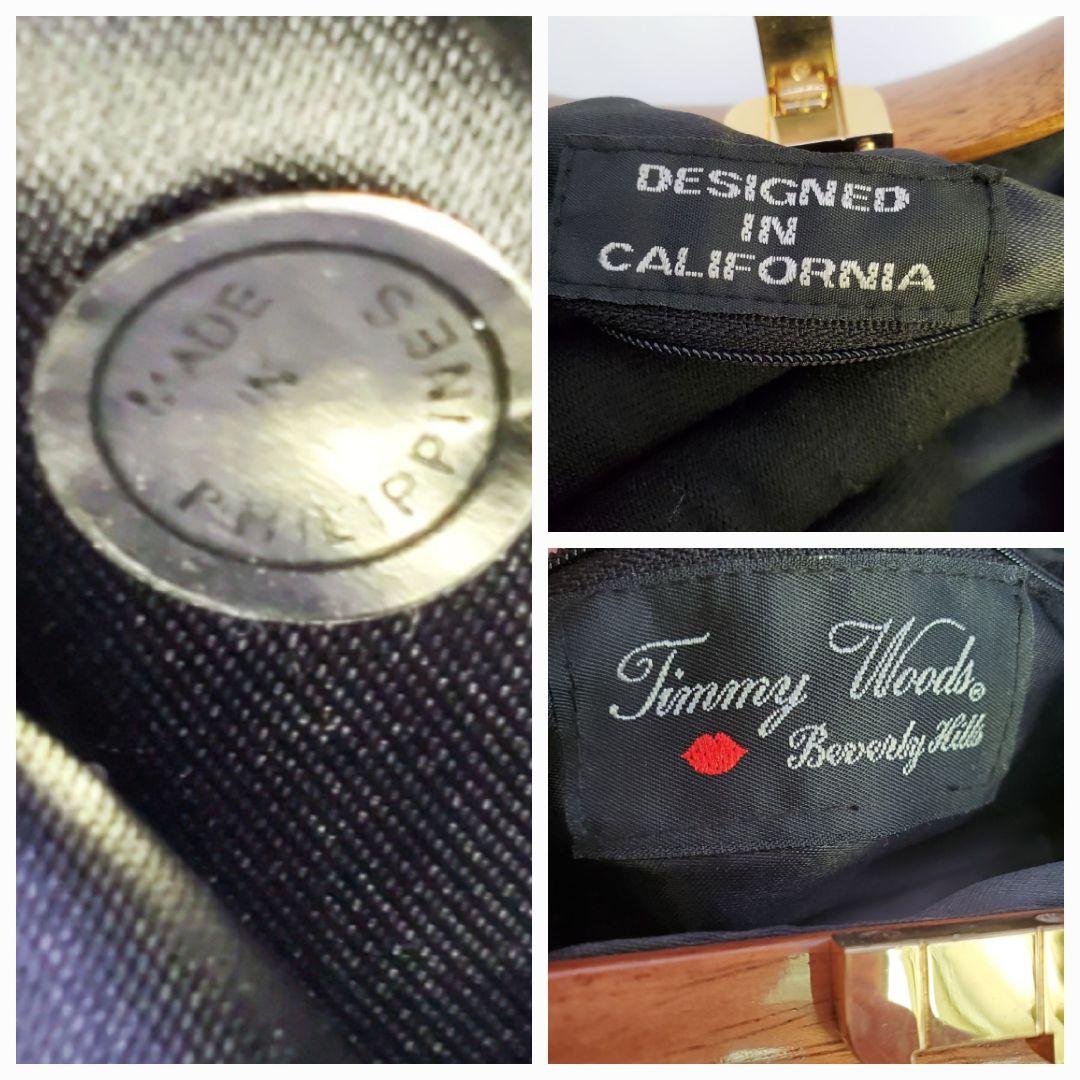 MADE
IN
PHILIPPINES
DESIGNED
IN
CALIFORNIA
Timmy Woods©
Beverly Hills